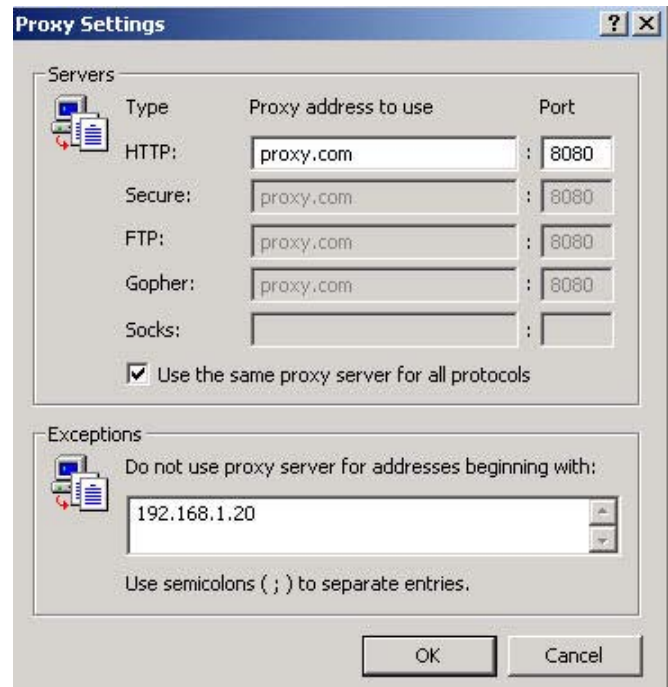 Proxy Settings
Servers
Type Proxy address to use Port
HTTP: proxy.com : 8080
Secure: proxy.com : 8080
FTP: proxy.com : 8080
Gopher: proxy.com : 8080
Socks: :
Use the same proxy server for all protocols
Exceptions
Do not use proxy server for addresses beginning with:
192.168.1.20
Use semicolons ( ; ) to separate entries.
OK Cancel